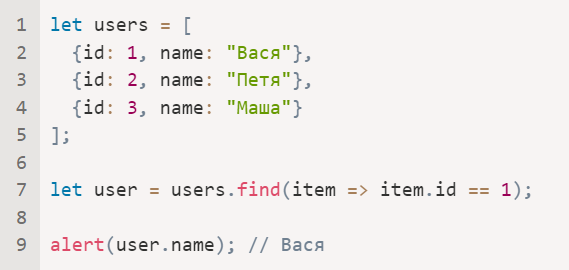 1 let users = [
2   {id: 1, name: "Вася"},
3   {id: 2, name: "Петя"},
4   {id: 3, name: "Маша"}
5 ];
6
7 let user = users.find(item => item.id == 1);
8
9 alert(user.name); // Вася